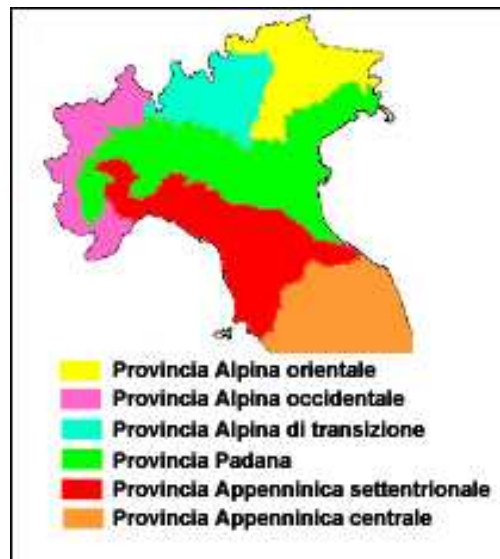 Provincia Alpina orientale
Provincia Alpina occidentale
Provincia Alpina di transizione
Provincia Padana
Provincia Appenninica settentrionale
Provincia Appenninica centrale